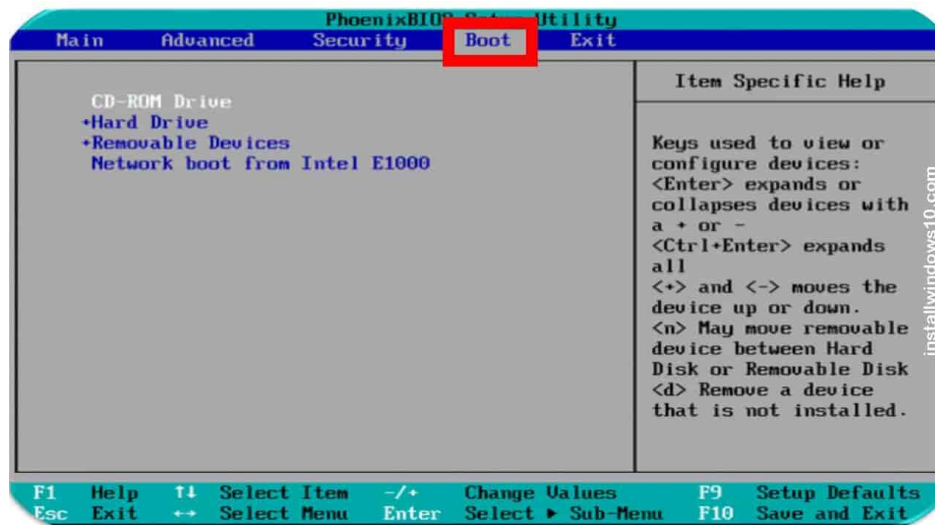 PhoenixBIOS Setup Utility
Main Advanced Security Boot Exit
CD-ROM Drive
+Hard Drive
+Removable Devices
Network boot from Intel E1000
Item Specific Help
Keys used to view or
configure devices:
<Enter> expands or
collapses devices with
a + or -
<Ctrl+Enter> expands
all
<+> and <-> moves the
device up or down.
<n> May move removable
device between Hard
Disk or Removable Disk
<d> Remove a device
that is not installed.
F1 Help ↑↓ Select Item -/+ Change Values F9 Setup Defaults
Esc Exit ↔ Select Menu Enter Select ▶ Sub-Menu F10 Save and Exit
installwindows10.com